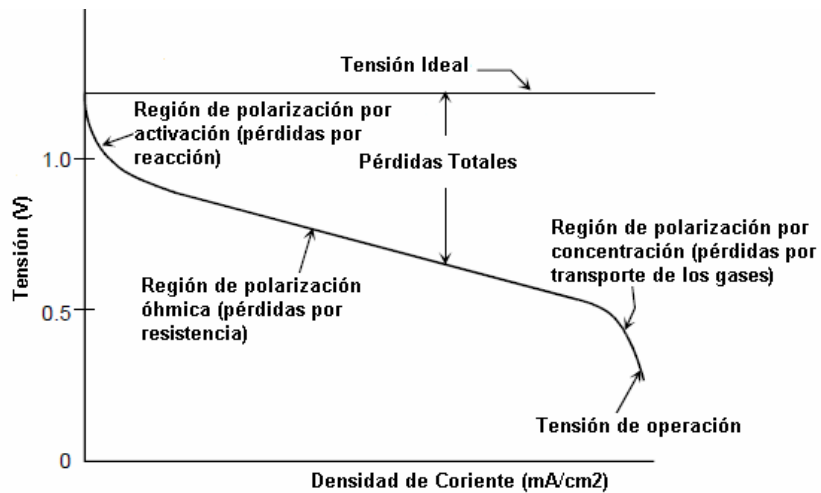 Tensión Ideal
Región de polarización por
activación (pérdidas por
reacción)
1.0
Pérdidas Totales
Tensión (V)
Región de polarización por
concentración (pérdidas por
transporte de los gases)
Región de polarización
óhmica (pérdidas por
resistencia)
0.5
Tensión de operación
0
Densidad de Coriente (mA/cm2)